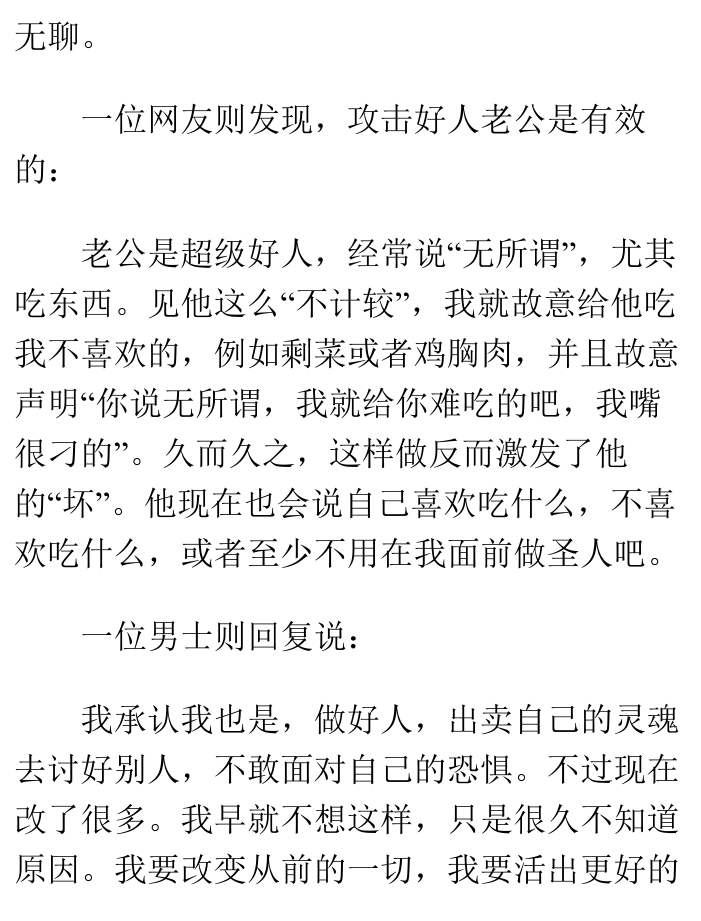 无聊。
一位网友则发现，攻击好人老公是有效
的：
老公是超级好人，经常说“无所谓”，尤其
吃东西。见他这么“不计较”，我就故意给他吃
我不喜欢的，例如剩菜或者鸡胸肉，并且故意
声明“你说无所谓，我就给你难吃的吧，我嘴
很刁的”。久而久之，这样做反而激发了他
的“坏”。他现在也会说自己喜欢吃什么，不喜
欢吃什么，或者至少不用在我面前做圣人吧。
一位男士则回复说：
我承认我也是，做好人，出卖自己的灵魂
去讨好别人，不敢面对自己的恐惧。不过现在
改了很多。我早就不想这样，只是很久不知道
原因。我要改变从前的一切，我要活出更好的